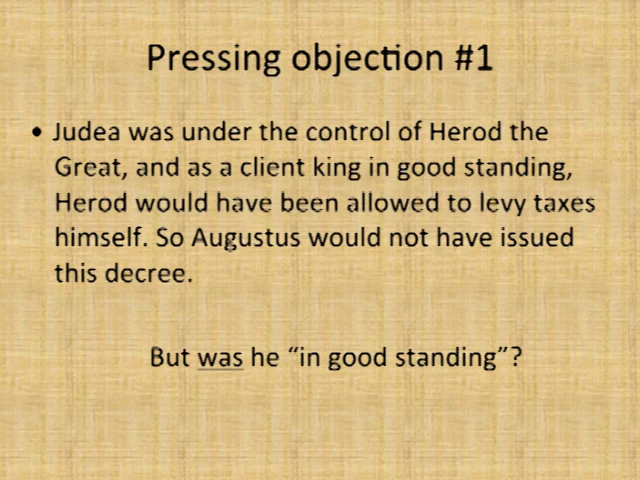 Pressing objection #1
• Judea was under the control of Herod the
Great, and as a client king in good standing,
Herod would have been allowed to levy taxes
himself. So Augustus would not have issued
this decree.
But was he “in good standing”?